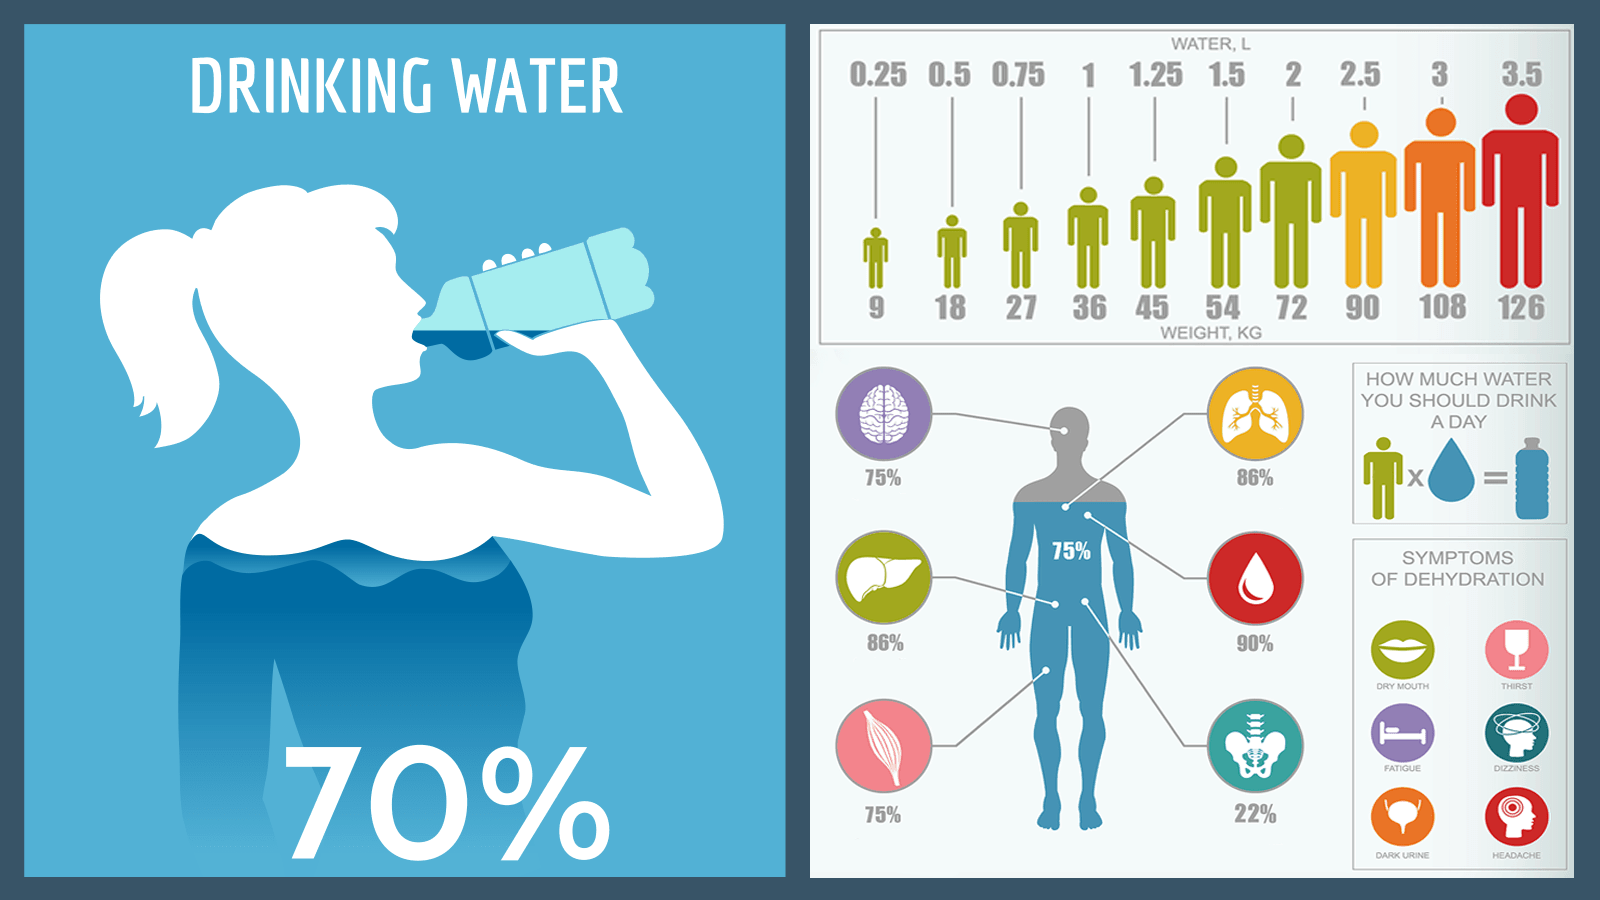 DRINKING WATER
70%
WATER, L
0.25 0.5 0.75 1 1.25 1.5 2 2.5 3 3.5
9 18 27 36 45 54 72 90 108 126
WEIGHT, KG
75%
86%
75%
86%
90%
75%
22%
HOW MUCH WATER
YOU SHOULD DRINK
A DAY
x =
SYMPTOMS
OF DEHYDRATION
DRY MOUTH
THIRST
FATIGUE
DIZZINESS
DARK URINE
HEADACHE